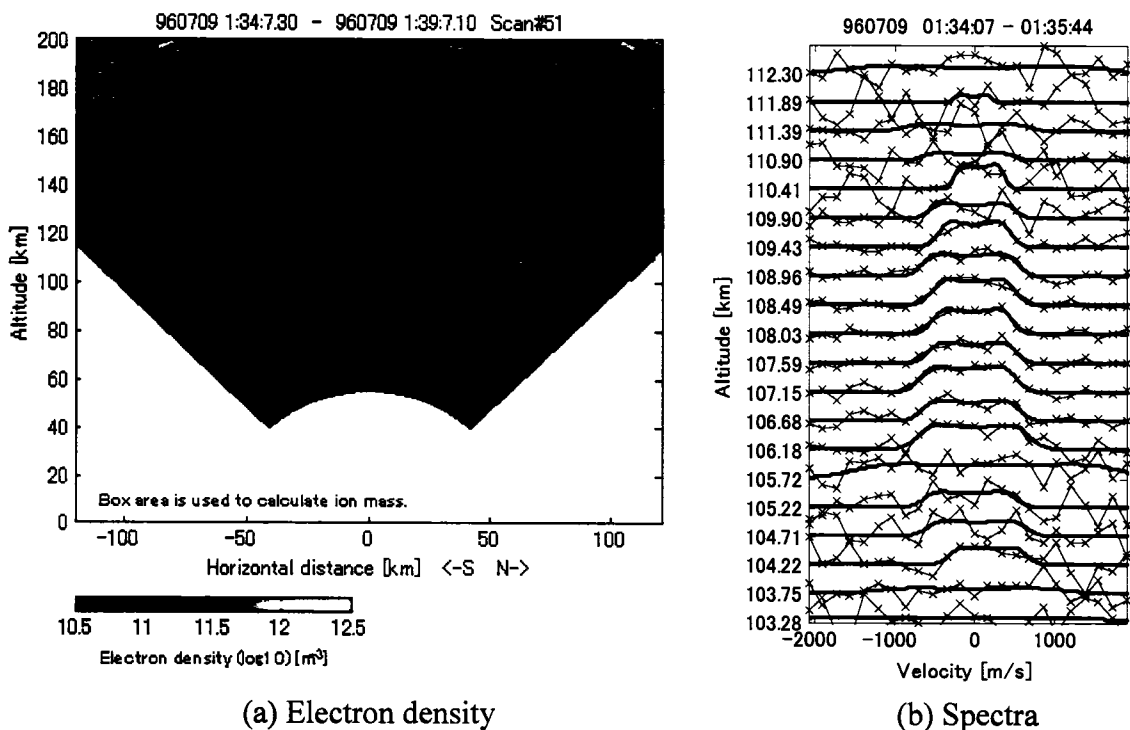 960709 1:34:7.30 - 960709 1:39:7.10 Scan#51
200
180
160
140
120
100
80
60
40
20
0
Altitude [km]
Box area is used to calculate ion mass.
-100 -50 0 50 100
Horizontal distance [km] <-S N->
10.5 11 11.5 12 12.5
Electron density (log10) [m³]
(a) Electron density
960709 01:34:07 - 01:35:44
112.30
111.89
111.39
110.90
110.41
109.90
109.43
108.96
108.49
108.03
107.59
107.15
106.68
106.18
105.72
105.22
104.71
104.22
103.75
103.28
Altitude [km]
-2000 -1000 0 1000
Velocity [m/s]
(b) Spectra